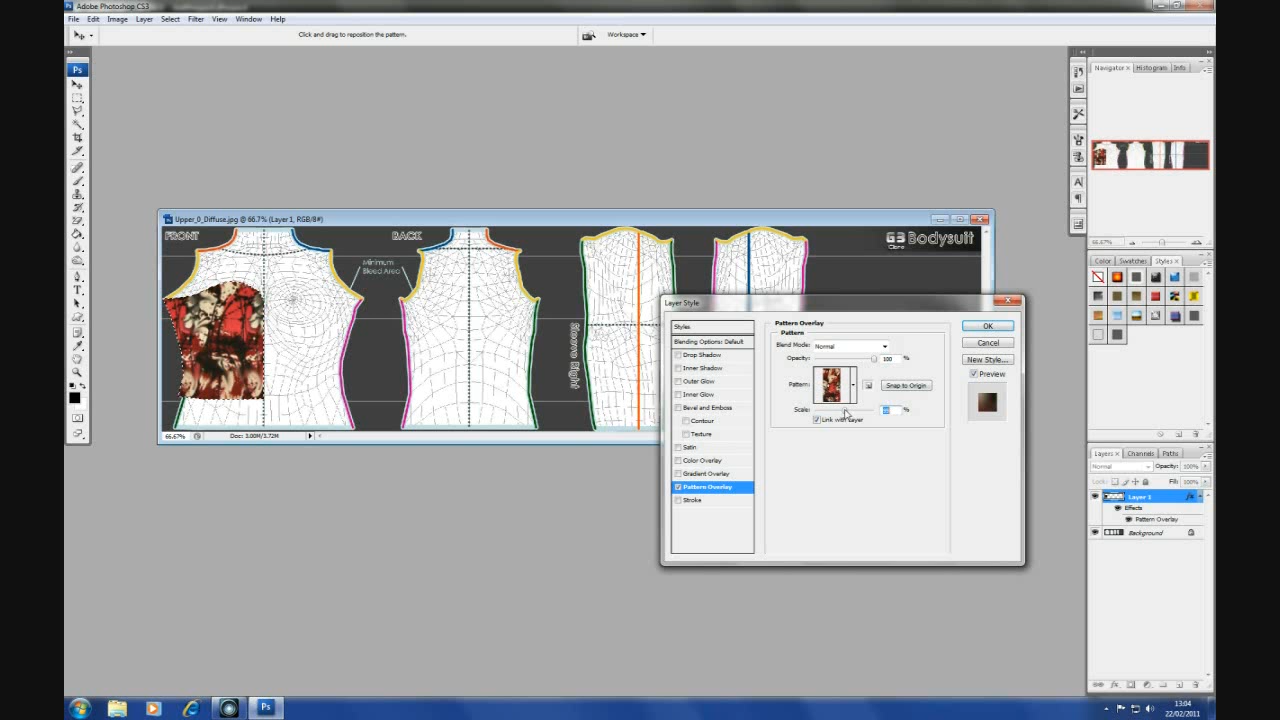 Adobe Photoshop CS3
File Edit Image Layer Select Filter View Window Help
Click and drag to reposition the pattern.
Workspace
Ps
Navigator Histogram Info
66.67%
Color Swatches Styles
Upper_0_Diffuse.jpg @ 66.7% (Layer 1, RGB/8#)
FRONT
BACK
Minimum
Bleed Area
Sleeve Right
G3 Bodysuit
Clone
66.67%
Doc: 3.00M/3.72M
Layer Style
Styles
Blending Options: Default
Drop Shadow
Inner Shadow
Outer Glow
Inner Glow
Bevel and Emboss
Contour
Texture
Satin
Color Overlay
Gradient Overlay
Pattern Overlay
Stroke
Pattern Overlay
Pattern
Blend Mode: Normal
Opacity: 100 %
Pattern:
Snap to Origin
Scale: %
Link with Layer
OK
Cancel
New Style...
Preview
Layers Channels Paths
Normal Opacity: 100%
Lock: Fill: 100%
Layer 1
Effects
Pattern Overlay
Background
Ps
13:04
22/02/2011